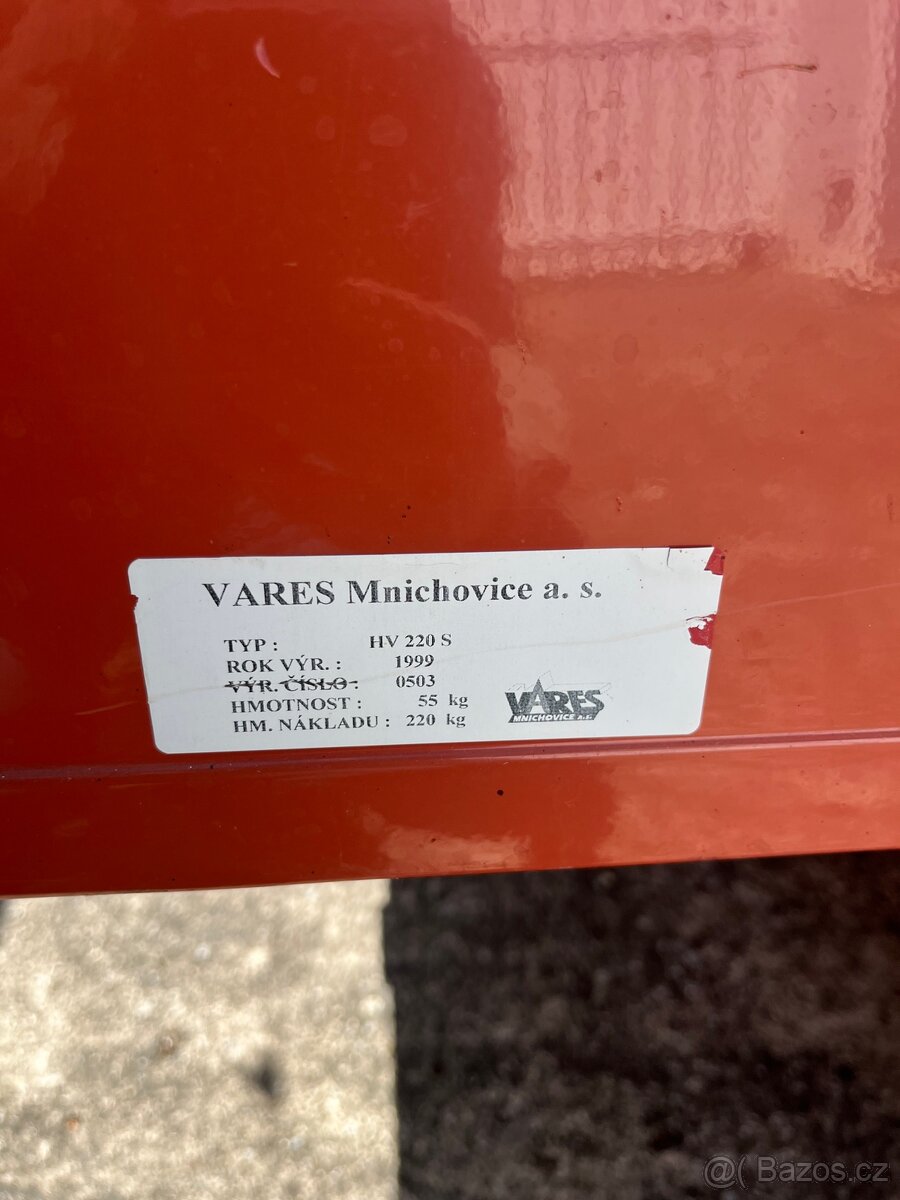 VARES Mnichovice a. s.
TYP : HV 220 S
ROK VÝR. : 1999
VÝR. ČÍSLO : 0503
HMOTNOST : 55 kg
HM. NÁKLADU : 220 kg
VARES
MNICHOVICE A.S.
@( Bazos.cz